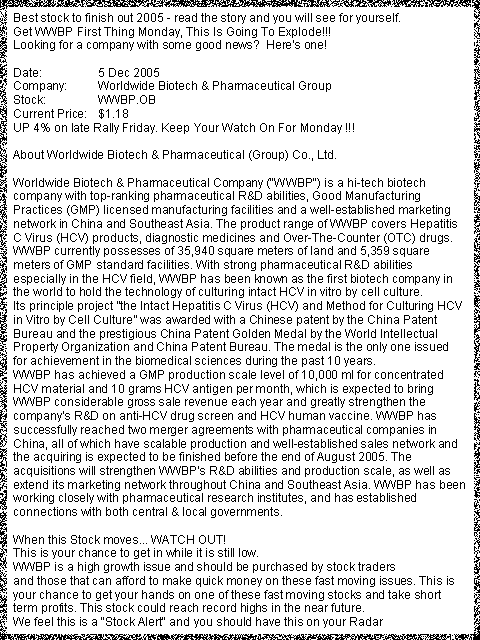 Best stock to finish out 2005 - read the story and you will see for yourself.
Get WWBP First Thing Monday, This Is Going To Explode!!!
Looking for a company with some good news?  Here's one!

Date: 5 Dec 2005
Company: Worldwide Biotech & Pharmaceutical Group
Stock: WWBP.OB
Current Price: $1.18
UP 4% on late Rally Friday. Keep Your Watch On For Monday !!!

About Worldwide Biotech & Pharmaceutical (Group) Co., Ltd.

Worldwide Biotech & Pharmaceutical Company ("WWBP") is a hi-tech biotech
company with top-ranking pharmaceutical R&D abilities, Good Manufacturing
Practices (GMP) licensed manufacturing facilities and a well-established marketing
network in China and Southeast Asia. The product range of WWBP covers Hepatitis
C Virus (HCV) products, diagnostic medicines and Over-The-Counter (OTC) drugs.
WWBP currently possesses of 35,940 square meters of land and 5,359 square
meters of GMP standard facilities. With strong pharmaceutical R&D abilities
especially in the HCV field, WWBP has been known as the first biotech company in
the world to hold the technology of culturing intact HCV in vitro by cell culture.
Its principle project "the Intact Hepatitis C Virus (HCV) and Method for Culturing HCV
in Vitro by Cell Culture" was awarded with a Chinese patent by the China Patent
Bureau and the prestigious China Patent Golden Medal by the World Intellectual
Property Organization and China Patent Bureau. The medal is the only one issued
for achievement in the biomedical sciences during the past 10 years.
WWBP has achieved a GMP production scale level of 10,000 ml for concentrated
HCV material and 10 grams HCV antigen per month, which is expected to bring
WWBP considerable gross sale revenue each year and greatly strengthen the
company's R&D on anti-HCV drug screen and HCV human vaccine. WWBP has
successfully reached two merger agreements with pharmaceutical companies in
China, all of which have scalable production and well-established sales network and
the acquiring is expected to be finished before the end of August 2005. The
acquisitions will strengthen WWBP's R&D abilities and production scale, as well as
extend its marketing network throughout China and Southeast Asia. WWBP has been
working closely with pharmaceutical research institutes, and has established
connections with both central & local governments.

When this Stock moves... WATCH OUT!
This is your chance to get in while it is still low.
WWBP is a high growth issue and should be purchased by stock traders
and those that can afford to make quick money on these fast moving issues. This is
your chance to get your hands on one of these fast moving stocks and take short
term profits. This stock could reach record highs in the near future.
We feel this is a "Stock Alert" and you should have this on your Radar